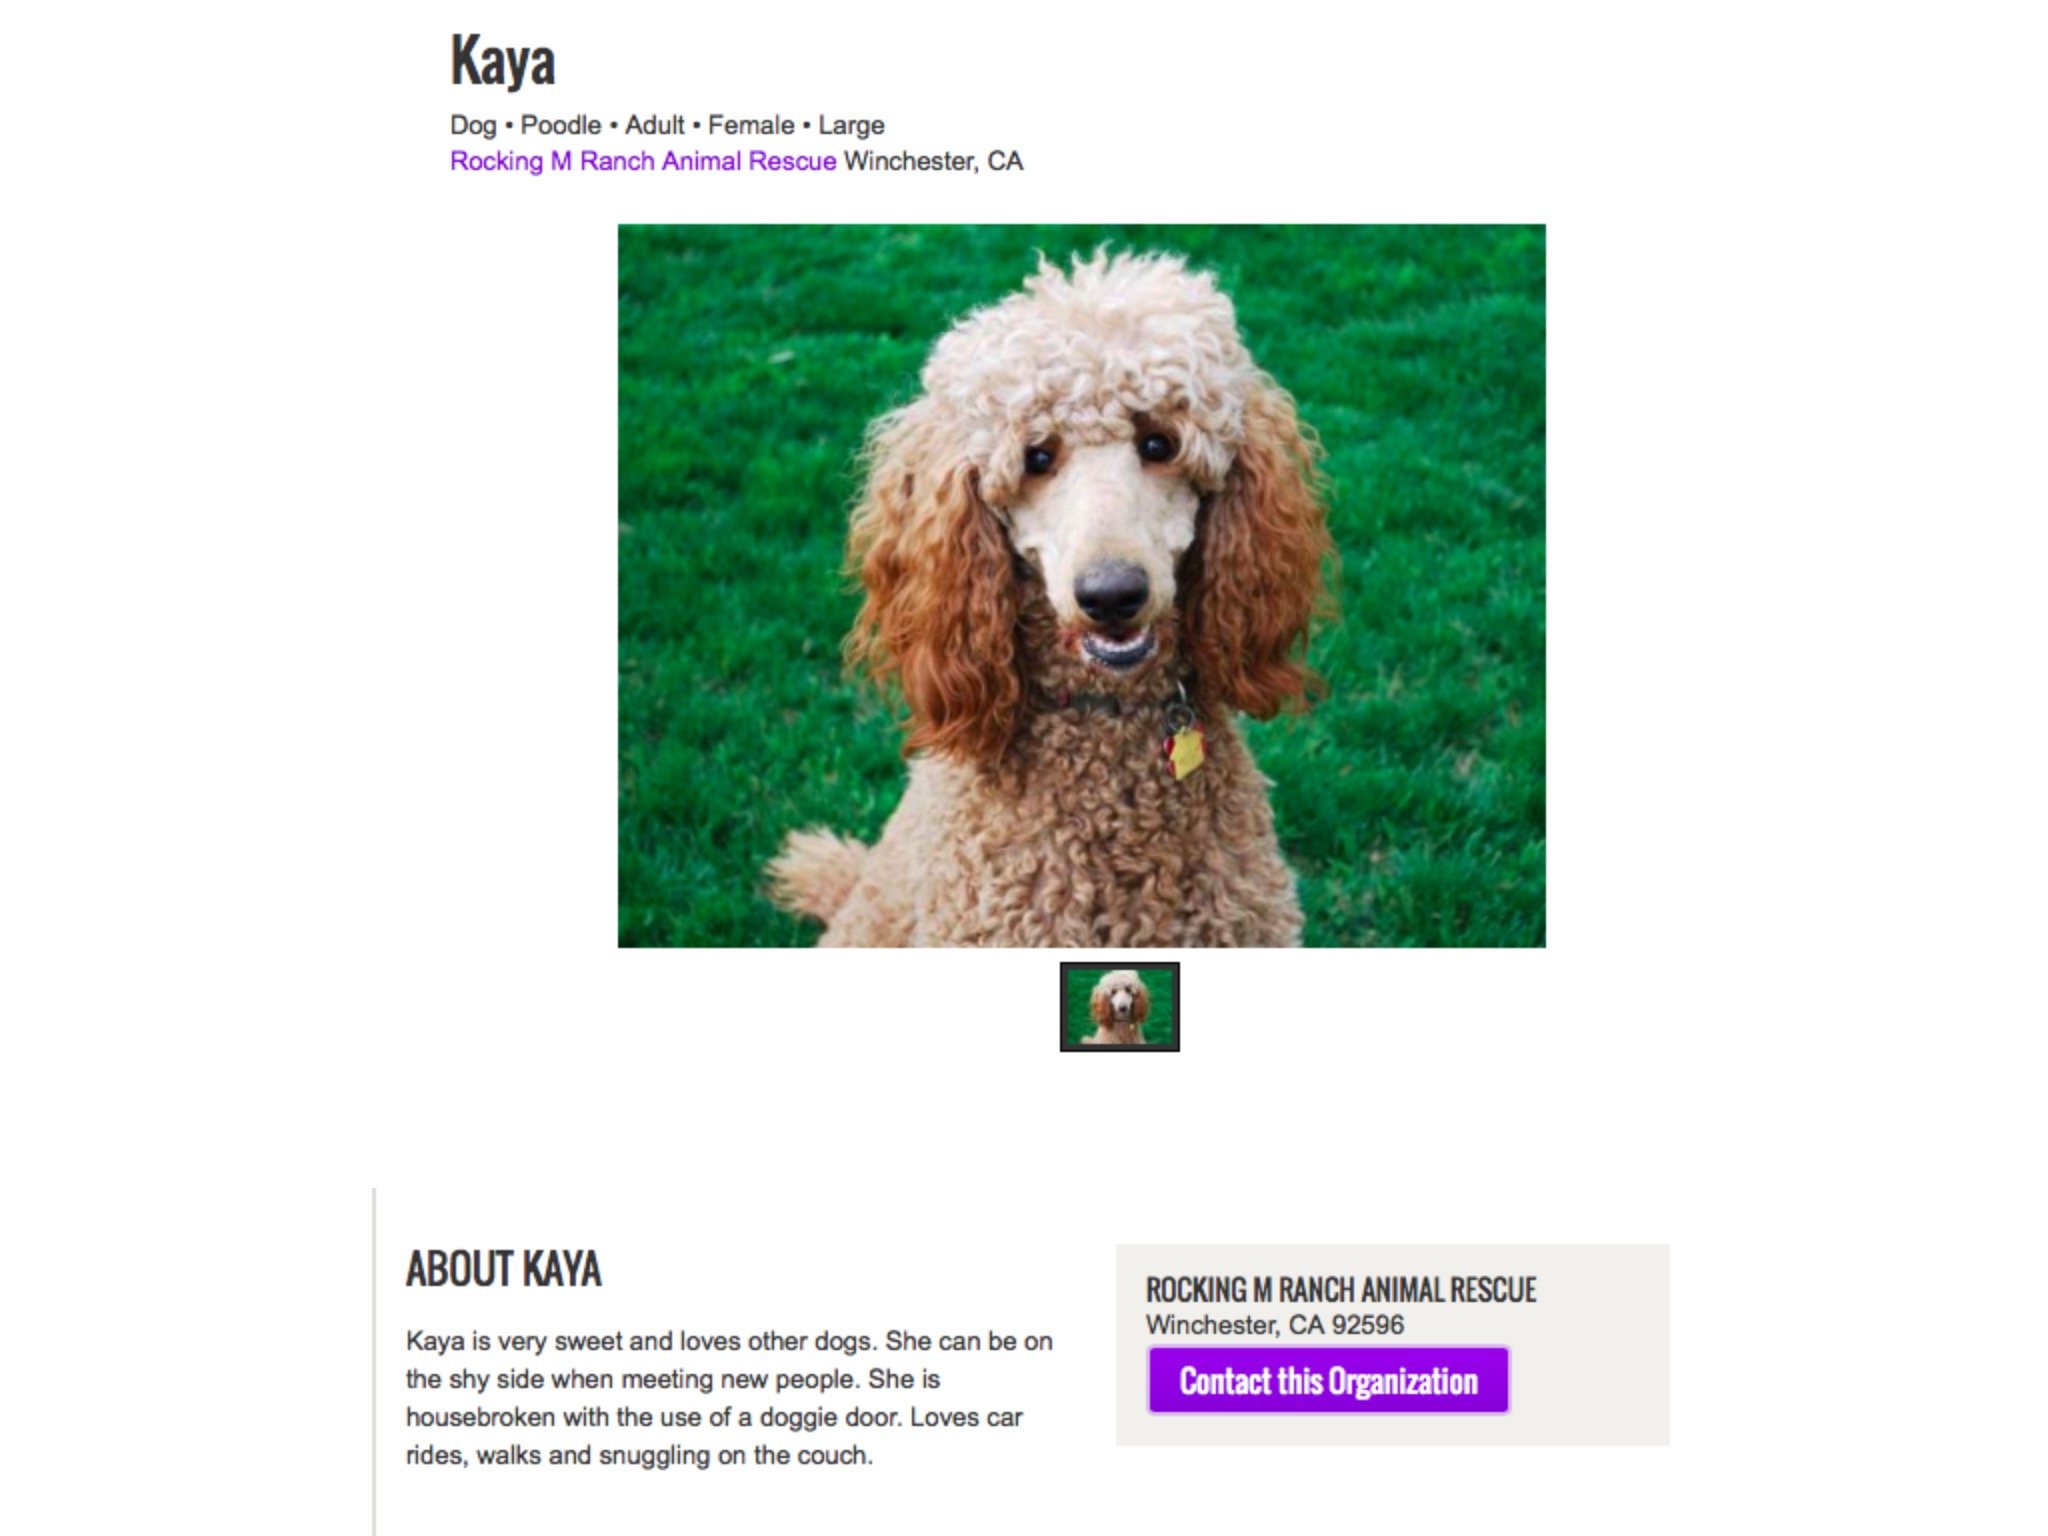 Kaya
Dog • Poodle • Adult • Female • Large
Rocking M Ranch Animal Rescue Winchester, CA
ABOUT KAYA
Kaya is very sweet and loves other dogs. She can be on
the shy side when meeting new people. She is
housebroken with the use of a doggie door. Loves car
rides, walks and snuggling on the couch.
ROCKING M RANCH ANIMAL RESCUE
Winchester, CA 92596
Contact this Organization